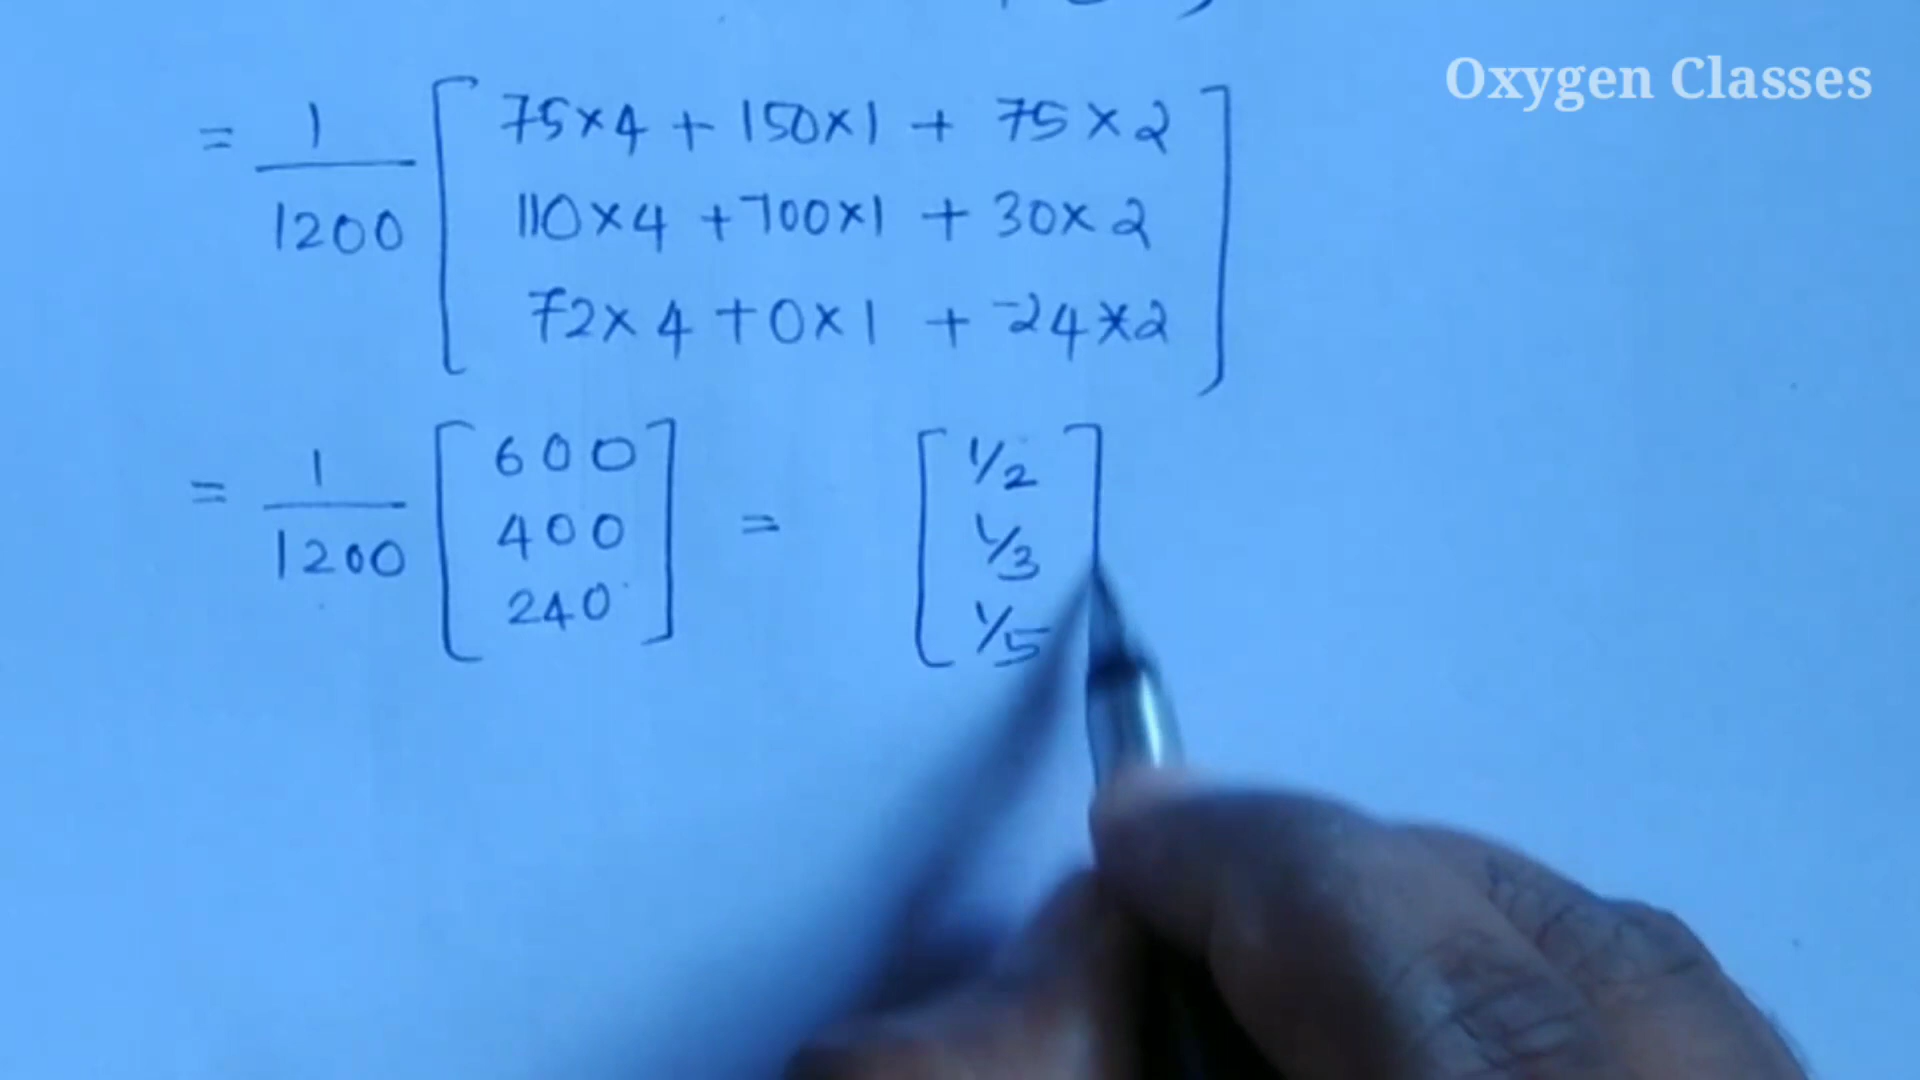 Oxygen Classes
= 1/1200 [ 75×4 + 150×1 + 75×2
110×4 +700×1 + 30×2
72×4 +0×1 + -24×2 ]
= 1/1200 [ 600 400 240 ] = [ 1/2 1/3 1/5 ]